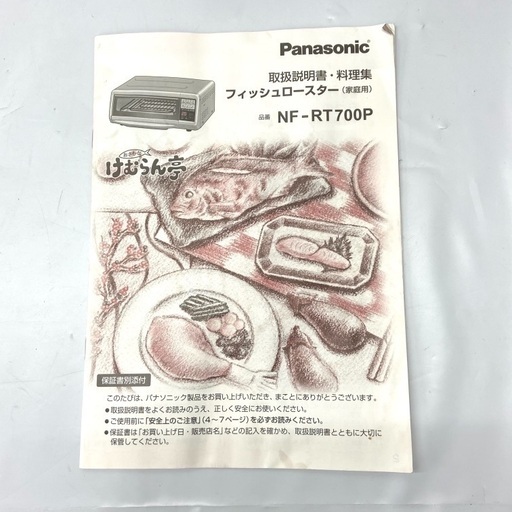 Panasonic
取扱説明書・料理集
フィッシュロースター(家庭用)
品番 NF-RT700P
けむらん亭
保証書別添付
このたびは、パナソニック製品をお買い上げいただき、まことにありがとうございます。
●取扱説明書をよくお読みのうえ、正しく安全にお使いください。
●ご使用前に「安全上のご注意」(4～7ページ)を必ずお読みください。
●保証書は「お買い上げ日・販売店名」などの記入を確かめ、取扱説明書とともに大切に
保管してください。